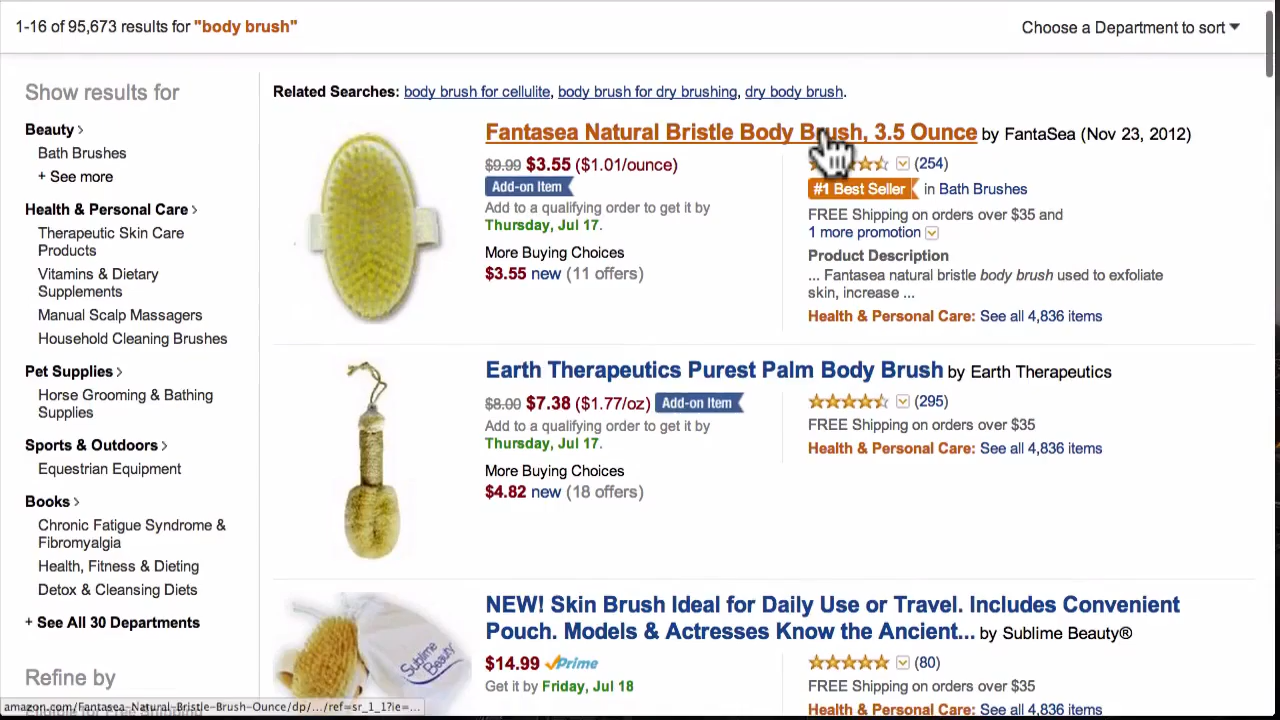 1-16 of 95,673 results for "body brush"
Choose a Department to sort
Show results for
Beauty
Bath Brushes
+ See more
Health & Personal Care
Therapeutic Skin Care
Products
Vitamins & Dietary
Supplements
Manual Scalp Massagers
Household Cleaning Brushes
Pet Supplies
Horse Grooming & Bathing
Supplies
Sports & Outdoors
Equestrian Equipment
Books
Chronic Fatigue Syndrome &
Fibromyalgia
Health, Fitness & Dieting
Detox & Cleansing Diets
+ See All 30 Departments
Refine by
Related Searches: body brush for cellulite, body brush for dry brushing, dry body brush.
Fantasea Natural Bristle Body Brush, 3.5 Ounce by FantaSea (Nov 23, 2012)
$9.99 $3.55 ($1.01/ounce)
Add-on Item
Add to a qualifying order to get it by
Thursday, Jul 17.
More Buying Choices
$3.55 new (11 offers)
(254)
#1 Best Seller in Bath Brushes
FREE Shipping on orders over $35 and
1 more promotion
Product Description
... Fantasea natural bristle body brush used to exfoliate
skin, increase ...
Health & Personal Care: See all 4,836 items
Earth Therapeutics Purest Palm Body Brush by Earth Therapeutics
$8.00 $7.38 ($1.77/oz) Add-on Item
Add to a qualifying order to get it by
Thursday, Jul 17.
More Buying Choices
$4.82 new (18 offers)
(295)
FREE Shipping on orders over $35
Health & Personal Care: See all 4,836 items
NEW! Skin Brush Ideal for Daily Use or Travel. Includes Convenient
Pouch. Models & Actresses Know the Ancient... by Sublime Beauty®
Sublime
Beauty
$14.99 Prime
Get it by Friday, Jul 18
(80)
FREE Shipping on orders over $35
Health & Personal Care: See all 4,836 items
amazon.com/Fantasea-Natural-Bristle-Brush-Ounce/dp/.../ref=sr_1_1?ie=...